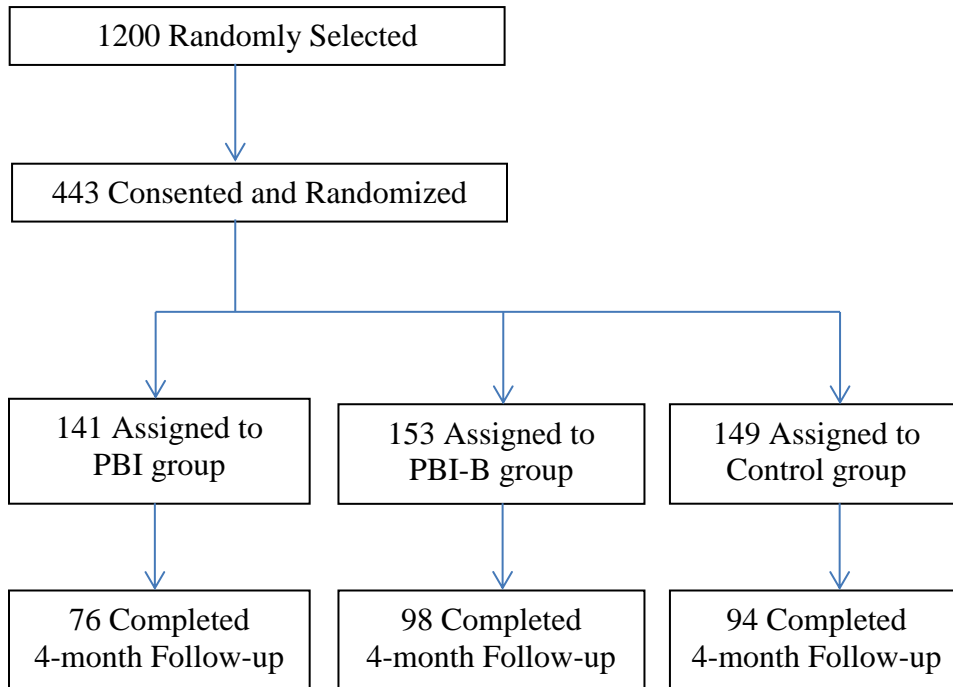 1200 Randomly Selected
443 Consented and Randomized
141 Assigned to
PBI group
153 Assigned to
PBI-B group
149 Assigned to
Control group
76 Completed
4-month Follow-up
98 Completed
4-month Follow-up
94 Completed
4-month Follow-up